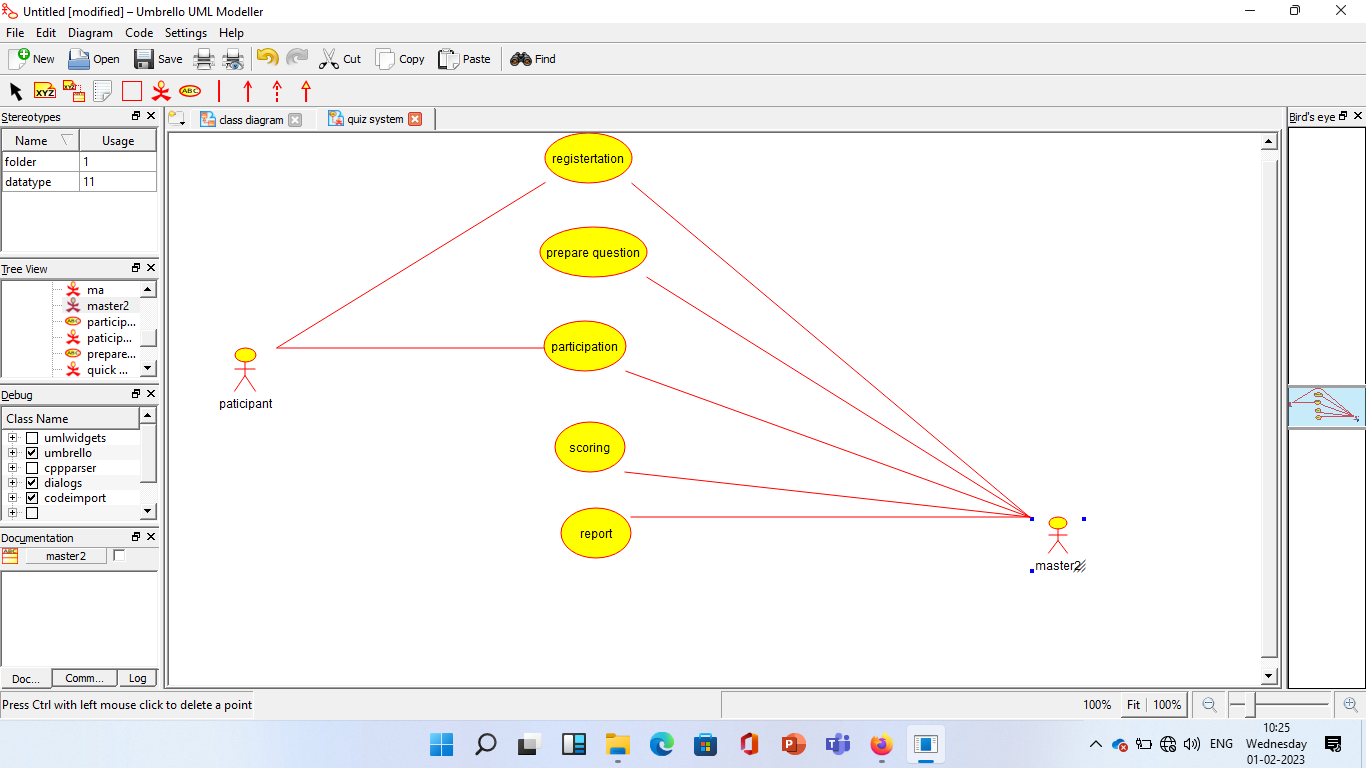 Untitled [modified] – Umbrello UML Modeller
File Edit Diagram Code Settings Help
New Open Save Cut Copy Paste Find
XYZ XYZ ABC
Stereotypes
Name Usage
folder 1
datatype 11
Tree View
ma
master2
particip...
paticip...
prepare...
quick ...
Debug
Class Name
umlwidgets
umbrello
cppparser
dialogs
codeimport
Documentation
master2
Doc... Comm... Log
class diagram quiz system
registertation
prepare question
participation
scoring
report
paticipant
master2
Bird's eye
Press Ctrl with left mouse click to delete a point
100% Fit 100%
ENG
10:25
Wednesday
01-02-2023